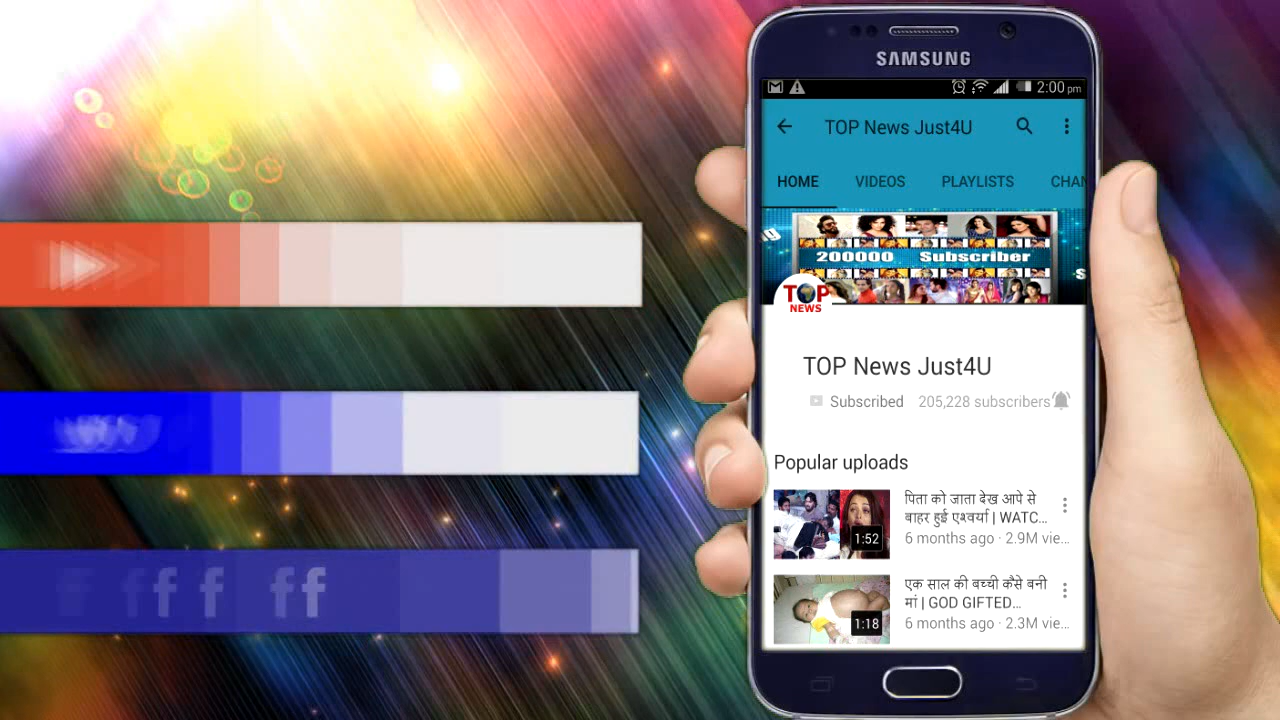 SAMSUNG
2:00 pm
TOP News Just4U
HOME VIDEOS PLAYLISTS CHAN
200000 Subscriber
TOP
NEWS
TOP News Just4U
Subscribed 205,228 subscribers
Popular uploads
पिता को जाता देख आपे से
बाहर हुई एश्वर्या | WATC...
6 months ago · 2.9M vie...
1:52
एक साल की बच्ची कैसे बनी
मां | GOD GIFTED...
6 months ago · 2.3M vie...
1:18
f f f f f f